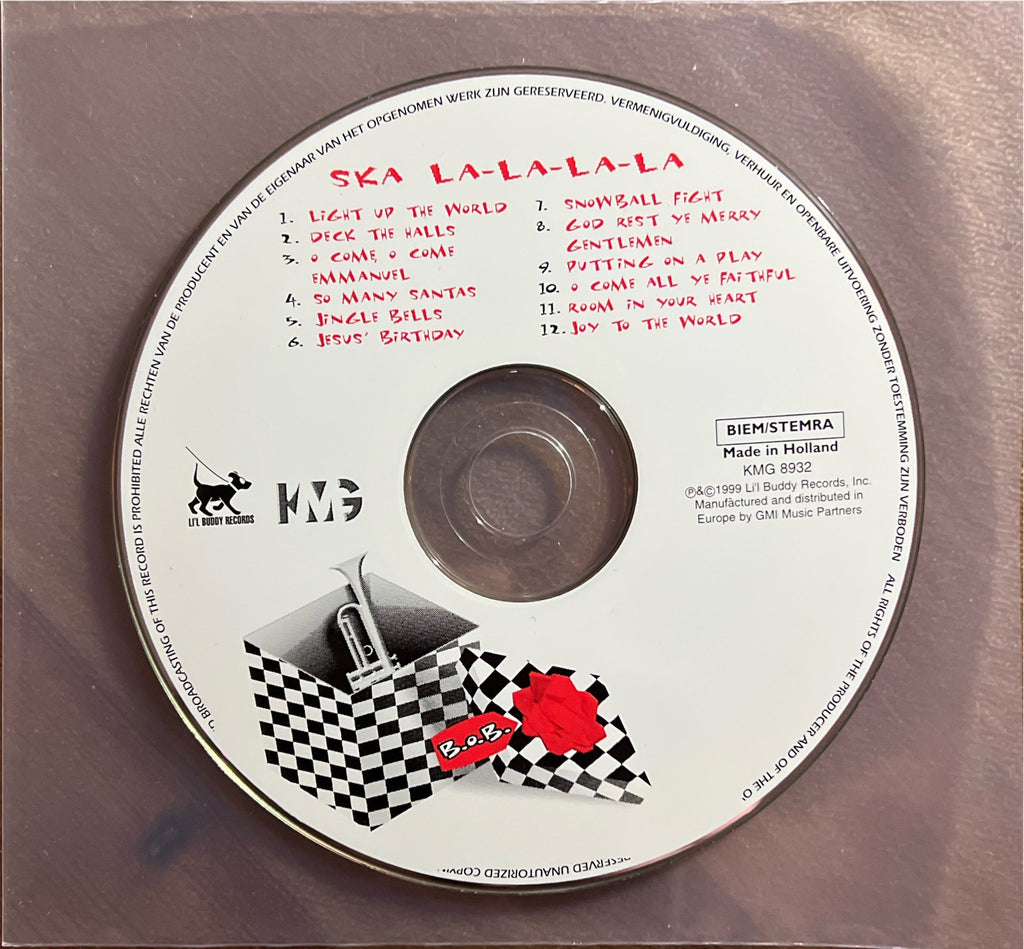 SKA LA-LA-LA-LA
1. LiGHT UP THE WORLD
2. DECK THE HALLS
3. O COME, O COME
EMMANUEL
4. SO MANY SANTAS
5. JiNGLE BELLS
6. JESUS' BiRTHDAY
7. SNOWBALL FiGHT
8. GOD REST YE MERRY
GENTLEMEN
9. PUTTiNG ON A PLAY
10. O COME ALL YE FAiTHFUL
11. ROOM iN YOUR HEART
12. JOY TO THE WORLD
LI'L BUDDY RECORDS
KMG
BIEM/STEMRA
Made in Holland
KMG 8932
℗&©1999 Li'l Buddy Records, Inc.
Manufactured and distributed in
Europe by GMI Music Partners
B.o.B.
BROADCASTING OF THIS RECORD IS PROHIBITED ALLE RECHTEN VAN DE PRODUCENT EN VAN DE EIGENAAR VAN HET OPGENOMEN WERK ZIJN GERESERVEERD. VERMENIGVULDIGING, VERHUUR EN OPENBARE UITVOERING ZONDER TOESTEMMING ZIJN VERBODEN ALL RIGHTS OF THE PRODUCER AND OF THE
UNAUTORIZED